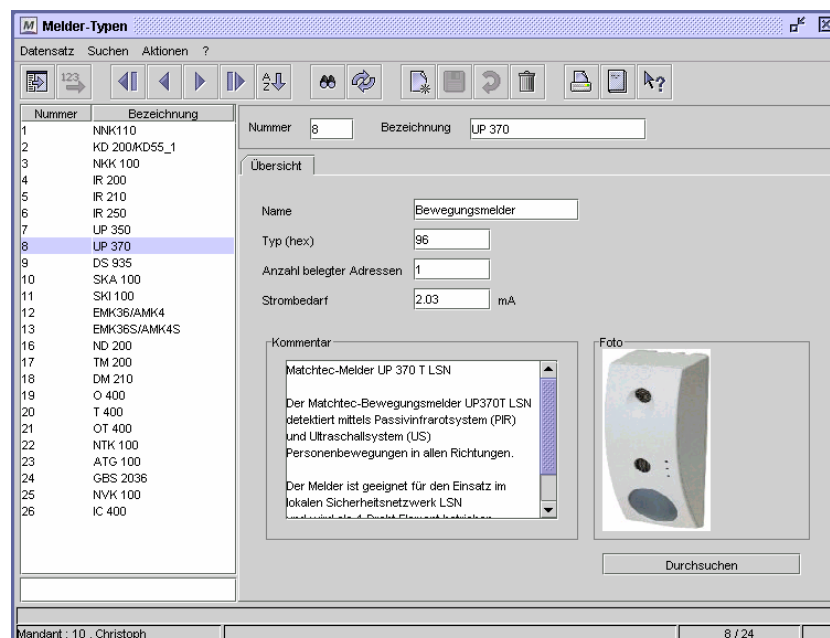 M Melder-Typen
Datensatz Suchen Aktionen ?
123 A Z ?
Nummer Bezeichnung
1 NNK110
2 KD 200/KD55_1
3 NKK 100
4 IR 200
5 IR 210
6 IR 250
7 UP 350
8 UP 370
9 DS 935
10 SKA 100
11 SKI 100
12 EMK36/AMK4
13 EMK36S/AMK4S
16 ND 200
17 TM 200
18 DM 210
19 O 400
20 T 400
21 OT 400
22 NTK 100
23 ATG 100
24 GBS 2036
25 NVK 100
26 IC 400
Nummer 8 Bezeichnung UP 370
Übersicht
Name Bewegungsmelder
Typ (hex) 96
Anzahl belegter Adressen 1
Strombedarf 2.03 mA
Kommentar
Matchtec-Melder UP 370 T LSN
Der Matchtec-Bewegungsmelder UP370T LSN
detektiert mittels Passivinfrarotsystem (PIR)
und Ultraschallsystem (US)
Personenbewegungen in allen Richtungen.
Der Melder ist geeignet für den Einsatz im
lokalen Sicherheitsnetzwerk LSN
Foto
Durchsuchen
Mandant : 10 , Christoph 8 / 24